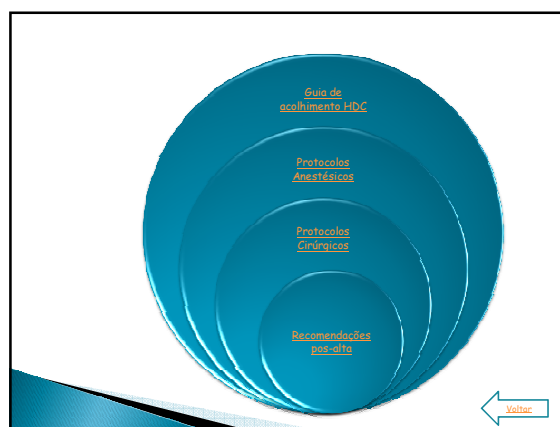 Guia de
acolhimento HDC
Protocolos
Anestésicos
Protocolos
Cirúrgicos
Recomendações
pos-alta
Voltar